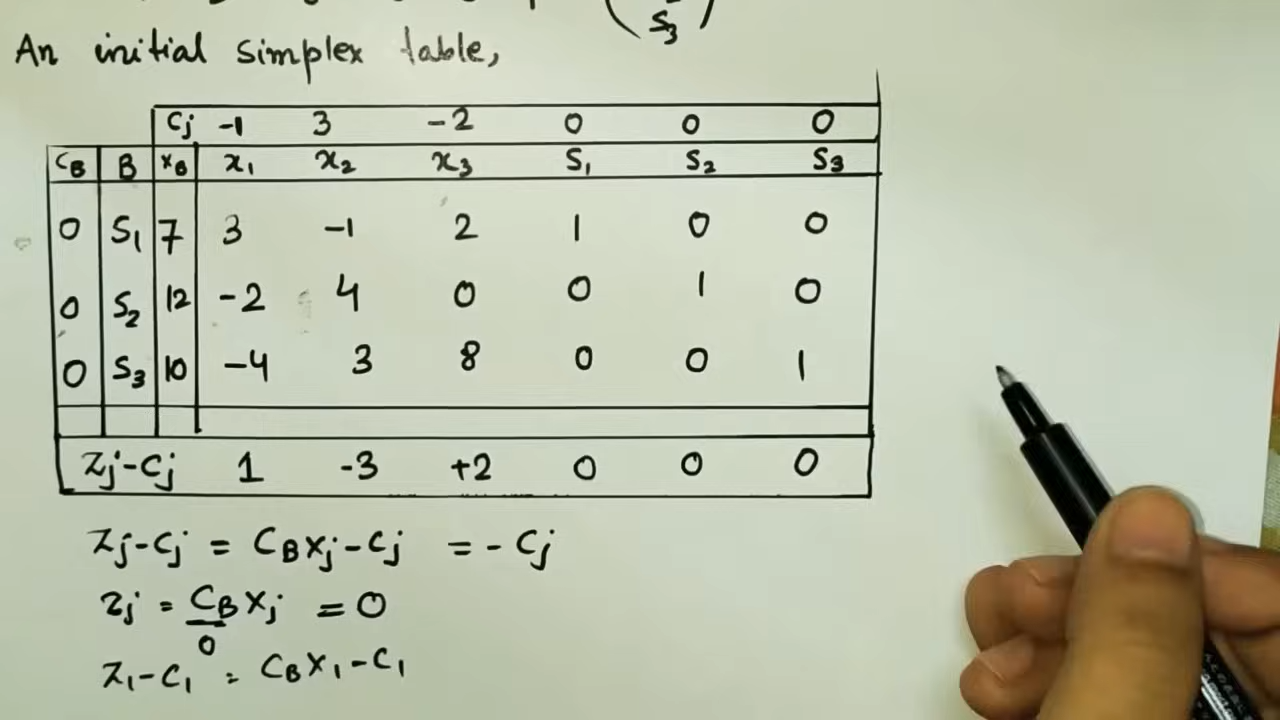 S3
An initial simplex table,
Cj -1 3 -2 0 0 0
CB B XB x1 x2 x3 S1 S2 S3
0 S1 7 3 -1 2 1 0 0
0 S2 12 -2 4 0 0 1 0
0 S3 10 -4 3 8 0 0 1
Zj-Cj 1 -3 +2 0 0 0
Zj-Cj = CBXj-Cj = -Cj
Zj = CBXj = 0
0
Z1-C1 = CBX1-C1